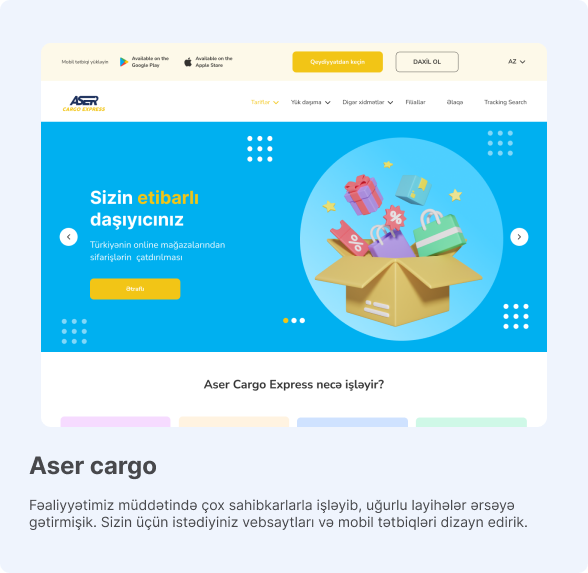 Mobil tətbiqi yükləyin
Available on the
Google Play
Available on the
Apple Store
Qeydiyyatdan keçin
DAXİL OL
AZ
ASER
CARGO EXPRESS
Tariflər
Yük daşıma
Digər xidmətlər
Filiallar
Əlaqə
Tracking Search
Sizin etibarlı
daşıyıcınız
Türkiyənin online mağazalarından
sifarişlərin çatdırılması
Ətraflı
Aser Cargo Express necə işləyir?
Aser cargo
Fəaliyyətimiz müddətində çox sahibkarlarla işləyib, uğurlu layihələr ərsəyə
gətirmişik. Sizin üçün istədiyiniz vebsaytları və mobil tətbiqləri dizayn edirik.